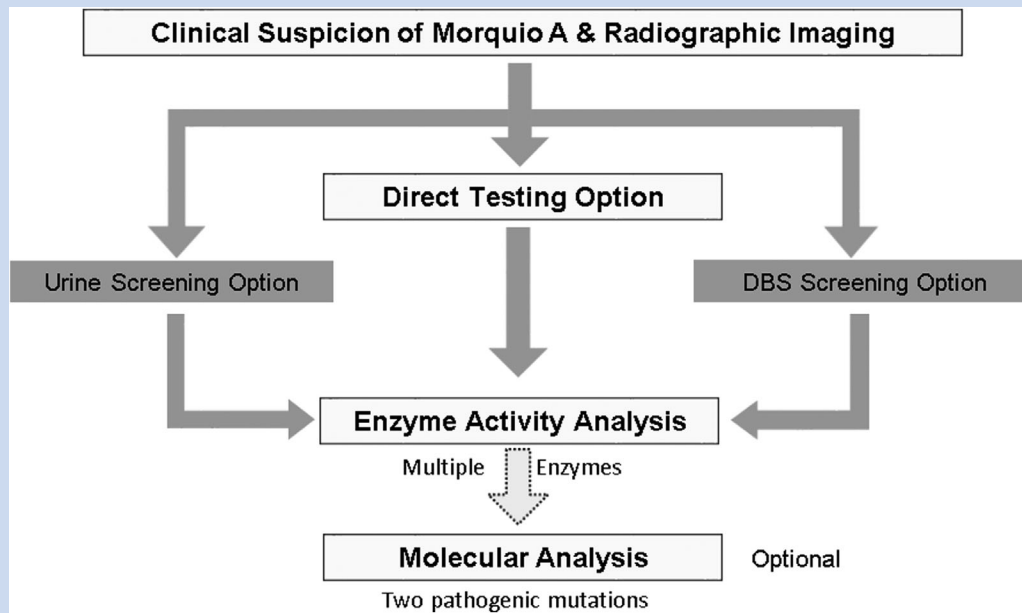 Clinical Suspicion of Morquio A & Radiographic Imaging
Direct Testing Option
Urine Screening Option
DBS Screening Option
Enzyme Activity Analysis
Multiple Enzymes
Molecular Analysis
Optional
Two pathogenic mutations